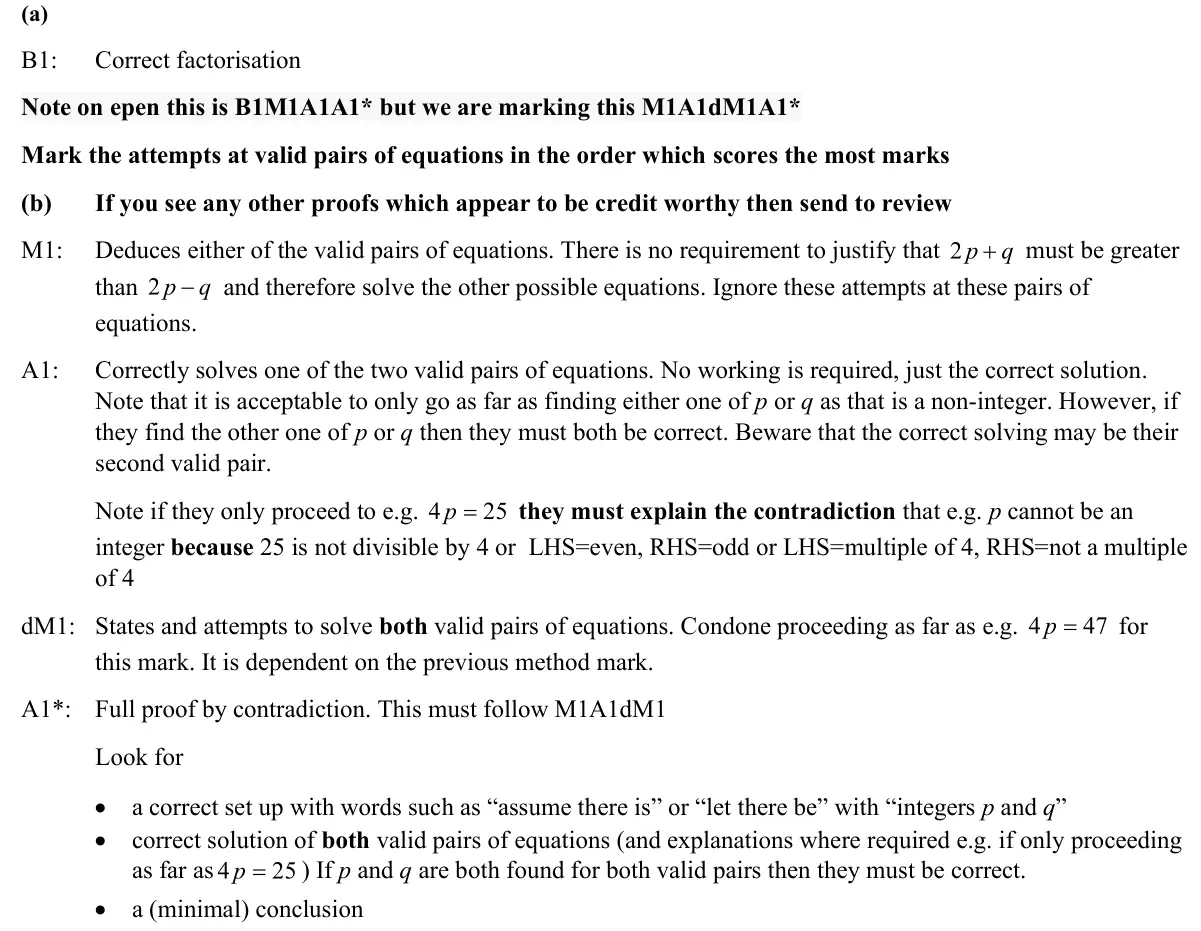 (a)
B1: Correct factorisation
Note on epen this is B1M1A1A1* but we are marking this M1A1dM1A1*
Mark the attempts at valid pairs of equations in the order which scores the most marks
(b) If you see any other proofs which appear to be credit worthy then send to review
M1: Deduces either of the valid pairs of equations. There is no requirement to justify that 2p + q must be greater
than 2p − q and therefore solve the other possible equations. Ignore these attempts at these pairs of
equations.
A1: Correctly solves one of the two valid pairs of equations. No working is required, just the correct solution.
Note that it is acceptable to only go as far as finding either one of p or q as that is a non-integer. However, if
they find the other one of p or q then they must both be correct. Beware that the correct solving may be their
second valid pair.
Note if they only proceed to e.g. 4p = 25 they must explain the contradiction that e.g. p cannot be an
integer because 25 is not divisible by 4 or LHS=even, RHS=odd or LHS=multiple of 4, RHS=not a multiple
of 4
dM1: States and attempts to solve both valid pairs of equations. Condone proceeding as far as e.g. 4p = 47 for
this mark. It is dependent on the previous method mark.
A1*: Full proof by contradiction. This must follow M1A1dM1
Look for
• a correct set up with words such as “assume there is” or “let there be” with “integers p and q”
• correct solution of both valid pairs of equations (and explanations where required e.g. if only proceeding
as far as 4p = 25 ) If p and q are both found for both valid pairs then they must be correct.
• a (minimal) conclusion